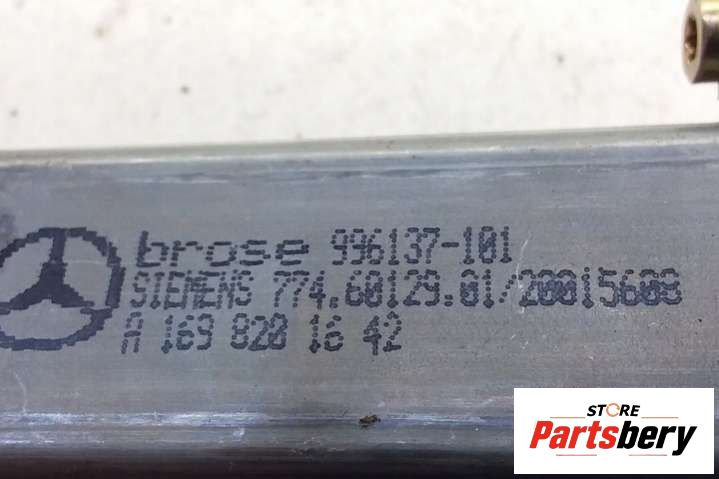 brose 996137-101
SIEMENS 774.60129.01/20015609
A 169 820 16 42
STORE
Partsbery